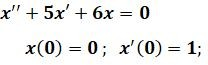 x'' + 5x' + 6x = 0
x(0) = 0 ; x'(0) = 1;